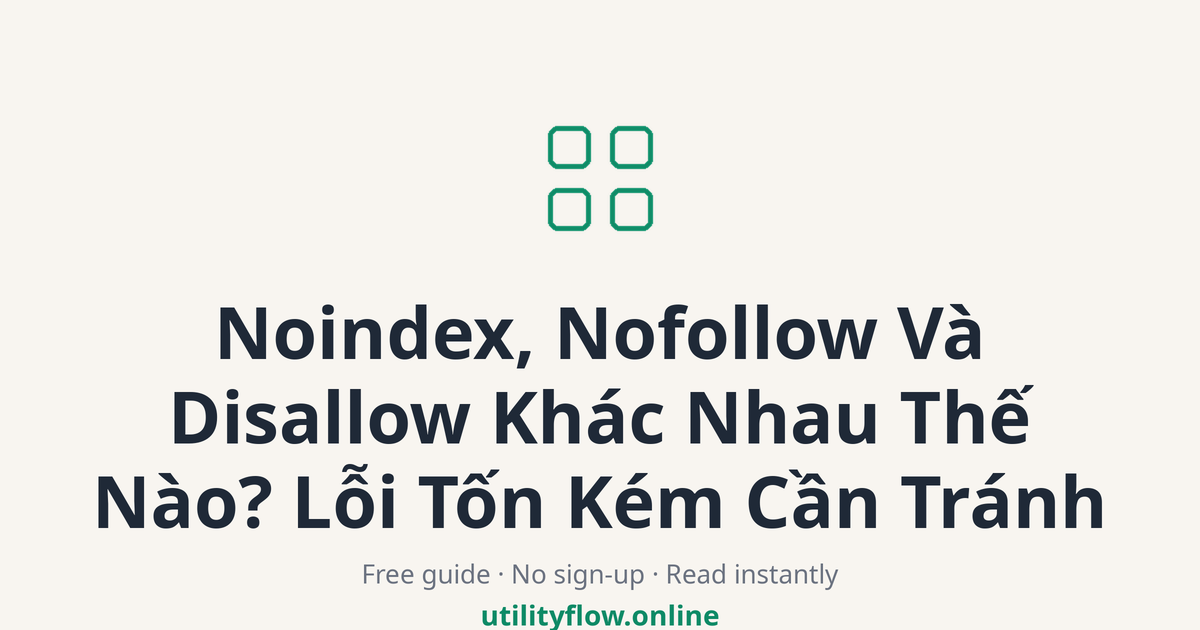 Noindex, Nofollow Và
Disallow Khác Nhau Thế
Nào? Lỗi Tốn Kém Cần Tránh
Free guide · No sign-up · Read instantly
utilityflow.online